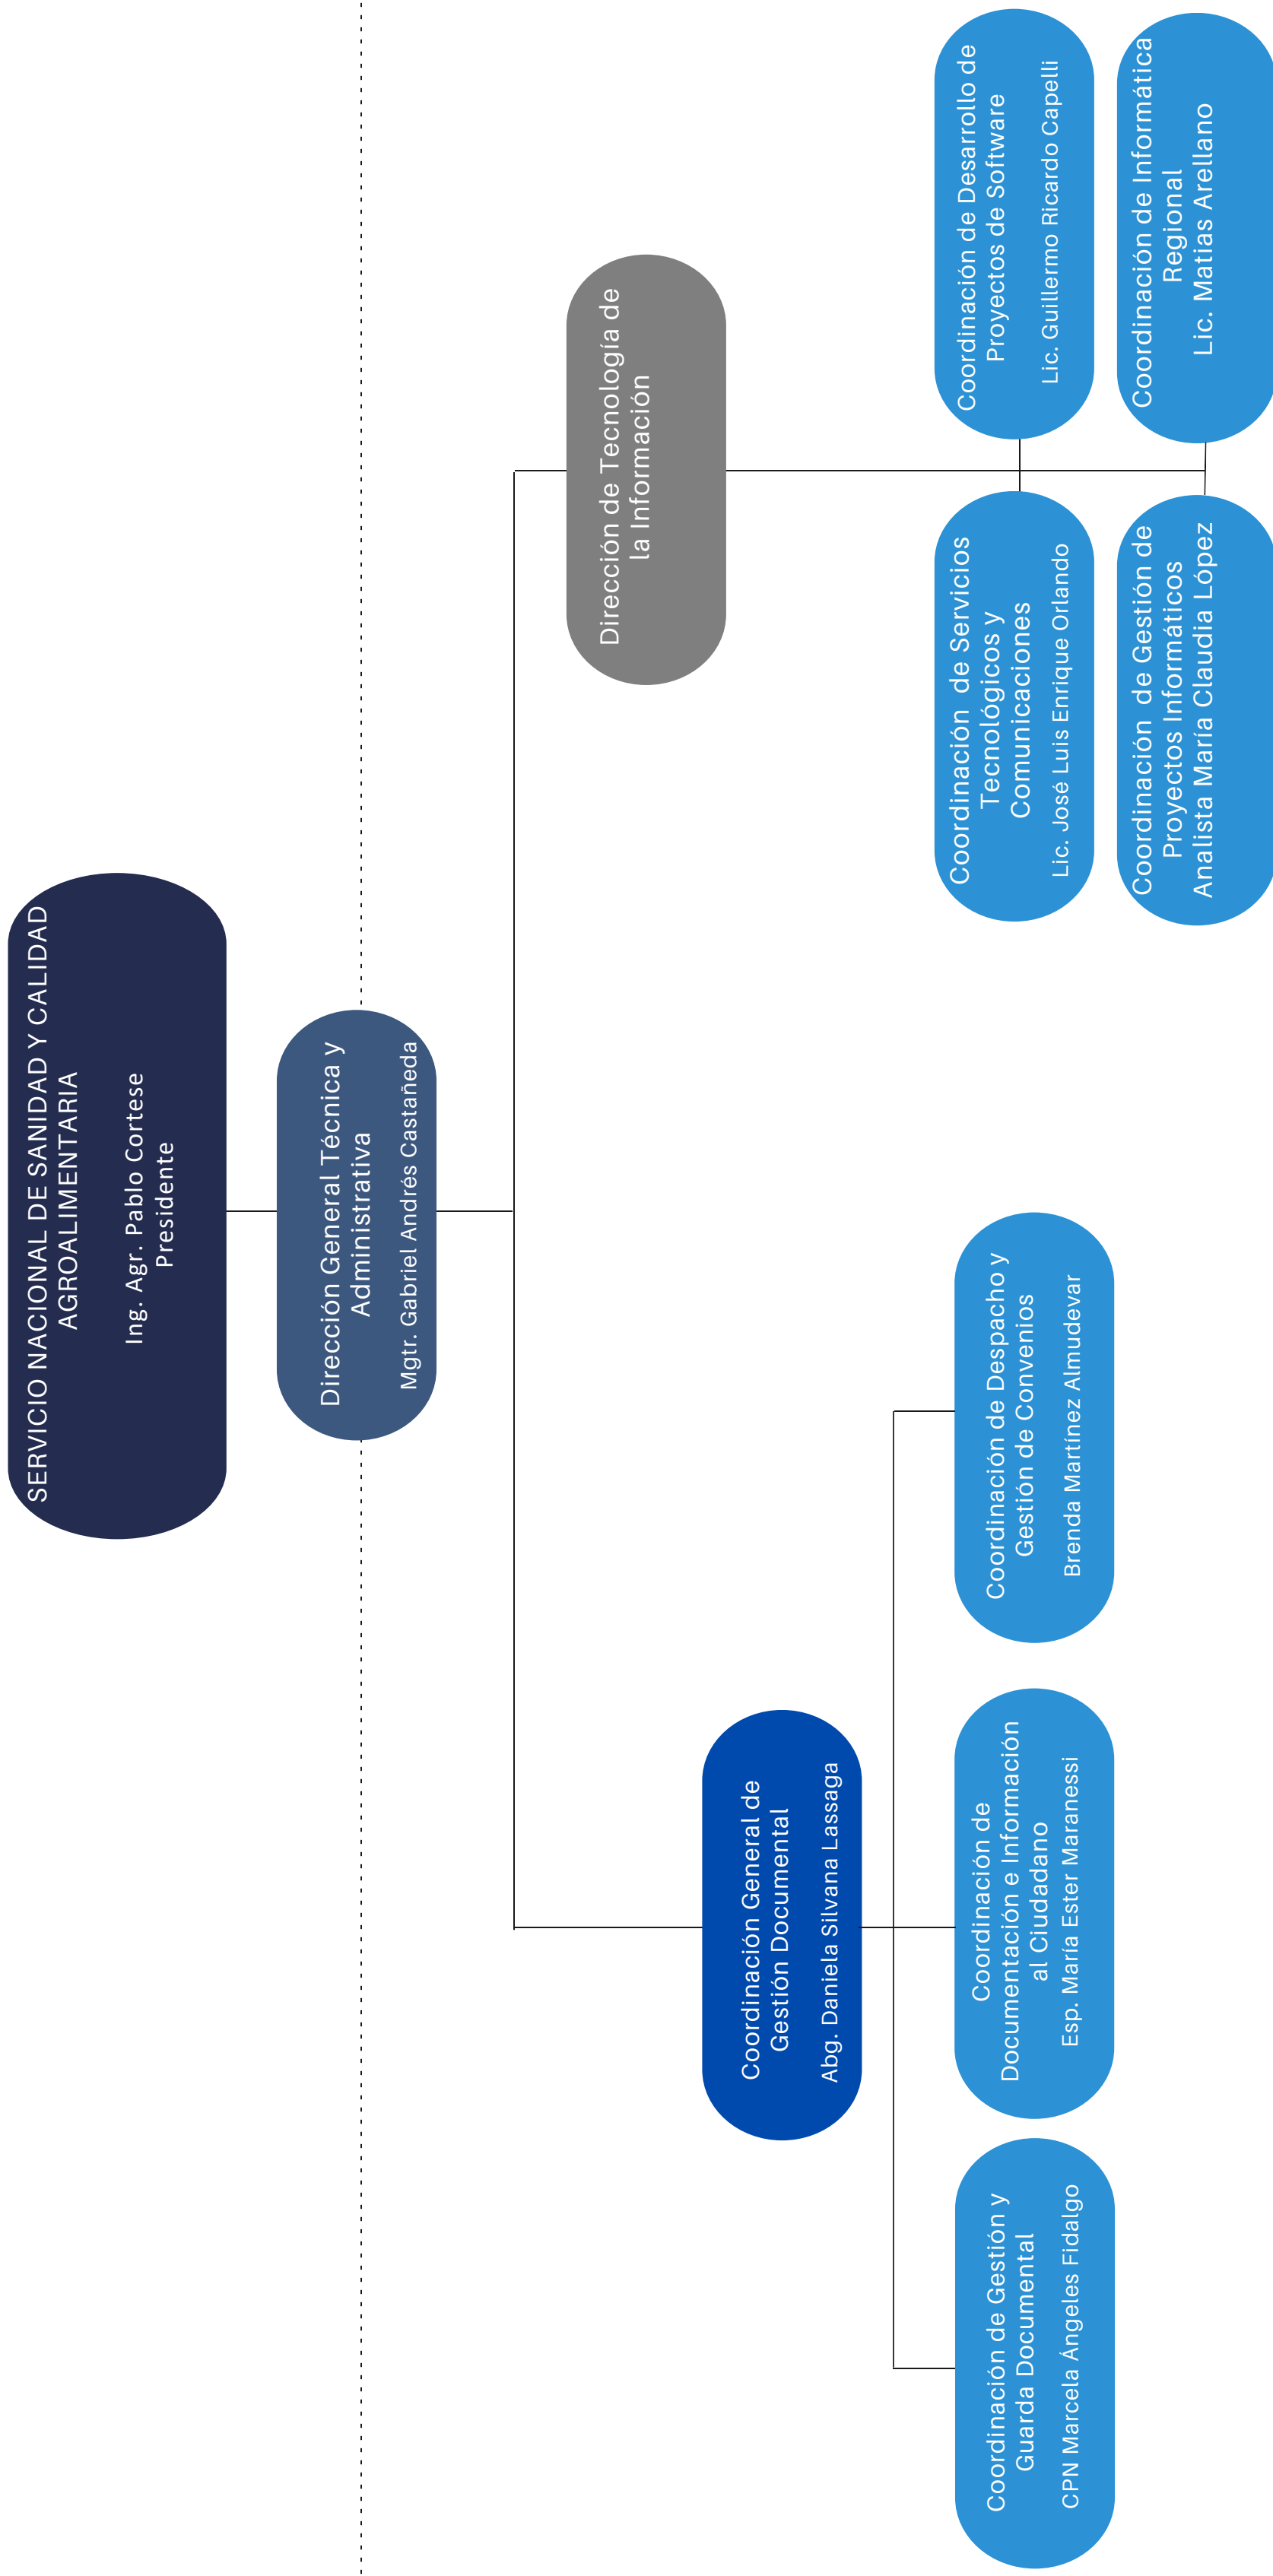 SERVICIO NACIONAL DE SANIDAD Y CALIDAD
AGROALIMENTARIA
Ing. Agr. Pablo Cortese
Presidente
Dirección General Técnica y
Administrativa
Mgtr. Gabriel Andrés Castañeda
Coordinación General de
Gestión Documental
Abg. Daniela Silvana Lassaga
Coordinación de Gestión y
Guarda Documental
CPN Marcela Ángeles Fidalgo
Coordinación de
Documentación e Información
al Ciudadano
Esp. María Ester Maranessi
Coordinación de Despacho y
Gestión de Convenios
Brenda Martínez Almudevar
Dirección de Tecnología de
la Información
Coordinación de Servicios
Tecnológicos y
Comunicaciones
Lic. José Luis Enrique Orlando
Coordinación de Desarrollo de
Proyectos de Software
Lic. Guillermo Ricardo Capelli
Coordinación de Gestión de
Proyectos Informáticos
Analista María Claudia López
Coordinación de Informática
Regional
Lic. Matias Arellano